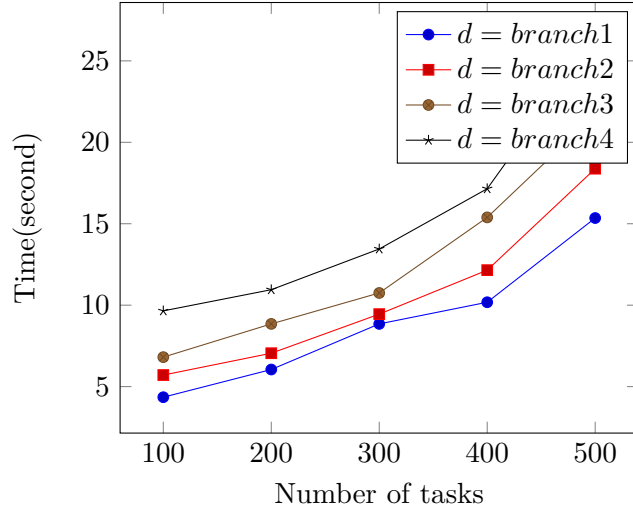 25
20
15
10
5
100 200 300 400 500
Time(second)
Number of tasks
d = branch1
d = branch2
d = branch3
d = branch4